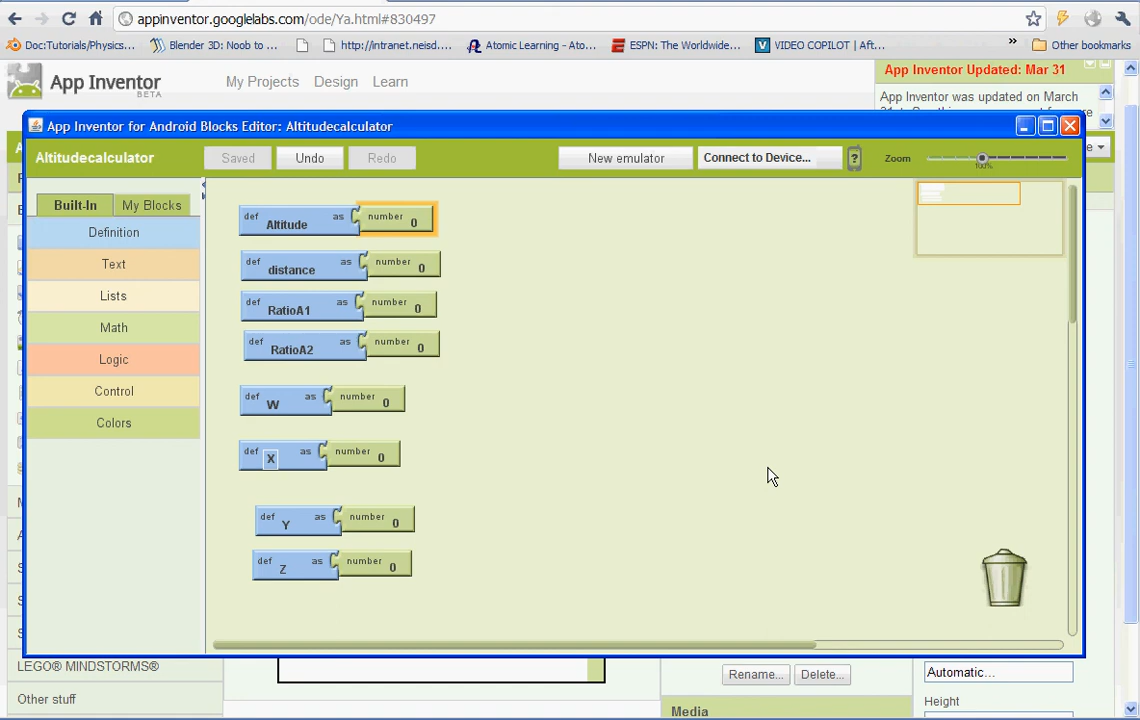 appinventor.googlelabs.com/ode/Ya.html#830497
Doc:Tutorials/Physics...
Blender 3D: Noob to ...
http://intranet.neisd....
Atomic Learning - Ato...
ESPN: The Worldwide...
VIDEO COPILOT | Aft...
»
Other bookmarks
App Inventor
BETA
My Projects
Design
Learn
App Inventor Updated: Mar 31
App Inventor was updated on March
App Inventor for Android Blocks Editor: Altitudecalculator
Altitudecalculator
Saved
Undo
Redo
New emulator
Connect to Device...
?
Zoom
100%
Built-In
My Blocks
Definition
Text
Lists
Math
Logic
Control
Colors
def Altitude as number 0
def distance as number 0
def RatioA1 as number 0
def RatioA2 as number 0
def W as number 0
def X as number 0
def Y as number 0
def Z as number 0
LEGO® MINDSTORMS®
Other stuff
Rename...
Delete...
Media
Automatic...
Height